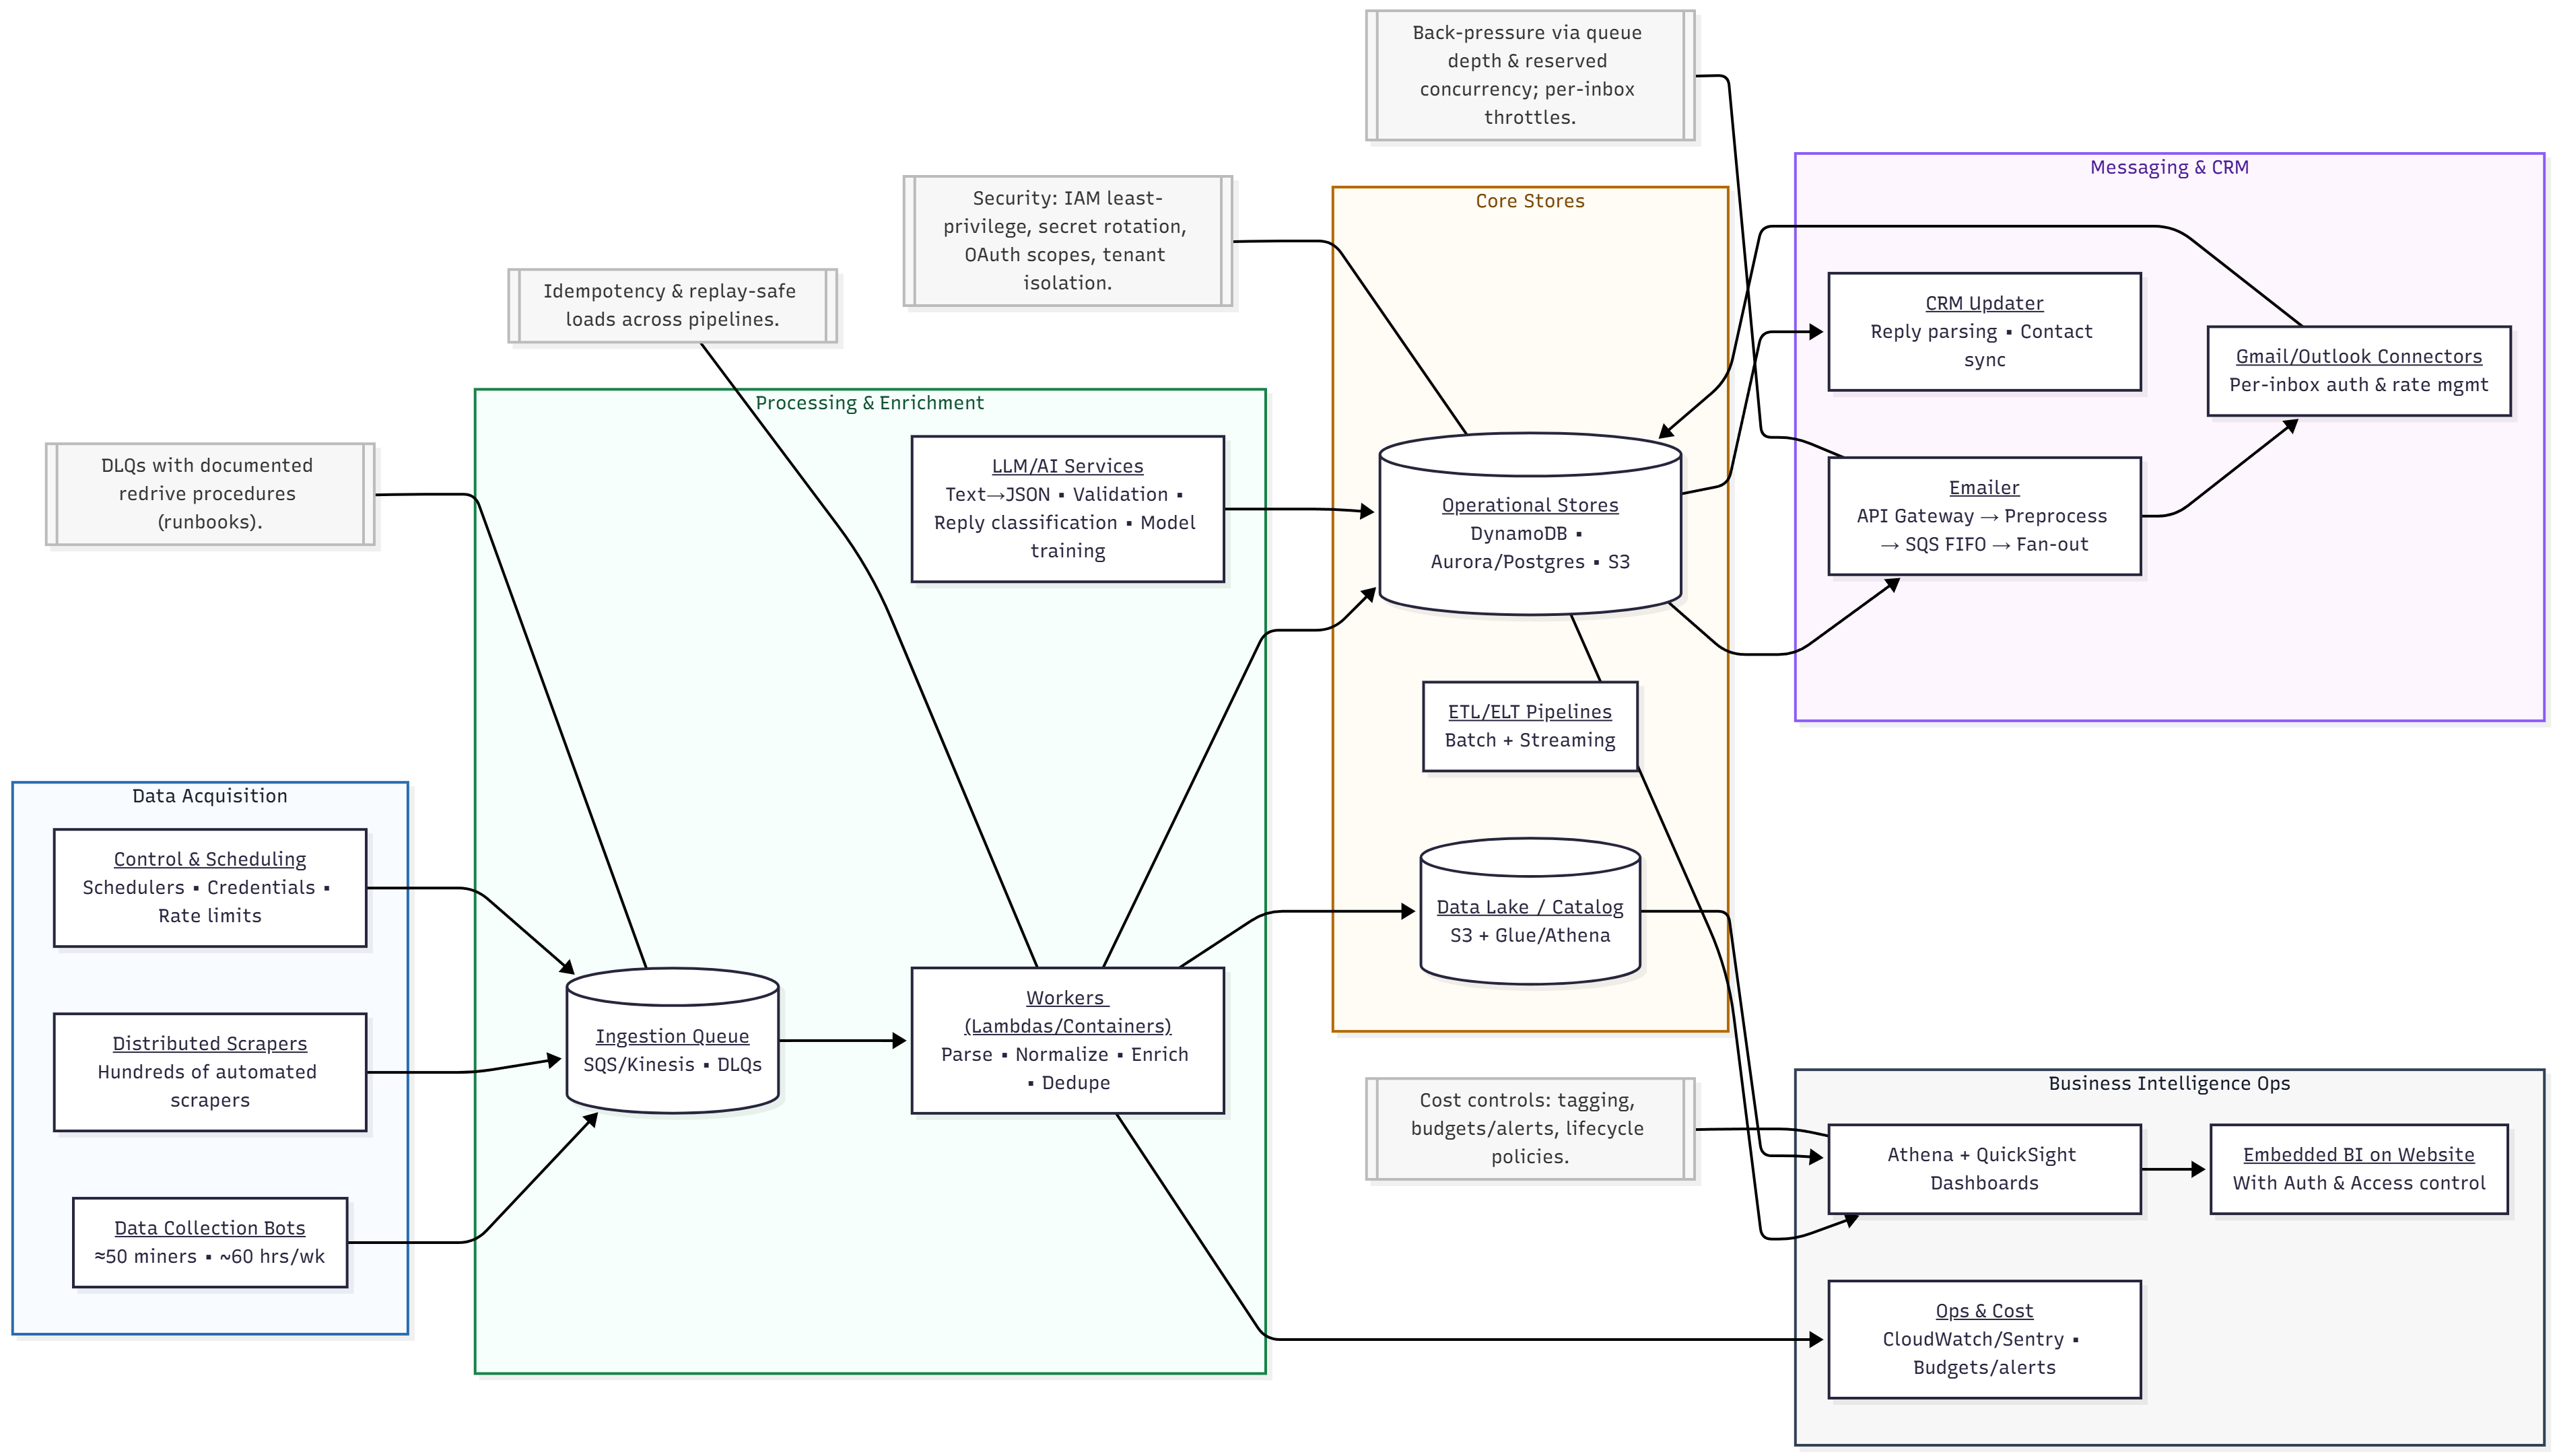 Back-pressure via queue
depth & reserved
concurrency; per-inbox
throttles.
Security: IAM least-
privilege, secret rotation,
OAuth scopes, tenant
isolation.
Idempotency & replay-safe
loads across pipelines.
DLQs with documented
redrive procedures
(runbooks).
Data Acquisition
Control & Scheduling
Schedulers ▪ Credentials ▪
Rate limits
Distributed Scrapers
Hundreds of automated
scrapers
Data Collection Bots
≈50 miners ▪ ~60 hrs/wk
Processing & Enrichment
LLM/AI Services
Text→JSON ▪ Validation ▪
Reply classification ▪ Model
training
Ingestion Queue
SQS/Kinesis ▪ DLQs
Workers
(Lambdas/Containers)
Parse ▪ Normalize ▪ Enrich
▪ Dedupe
Core Stores
Operational Stores
DynamoDB ▪
Aurora/Postgres ▪ S3
ETL/ELT Pipelines
Batch + Streaming
Data Lake / Catalog
S3 + Glue/Athena
Cost controls: tagging,
budgets/alerts, lifecycle
policies.
Messaging & CRM
CRM Updater
Reply parsing ▪ Contact
sync
Gmail/Outlook Connectors
Per-inbox auth & rate mgmt
Emailer
API Gateway → Preprocess
→ SQS FIFO → Fan-out
Business Intelligence Ops
Athena + QuickSight
Dashboards
Embedded BI on Website
With Auth & Access control
Ops & Cost
CloudWatch/Sentry ▪
Budgets/alerts